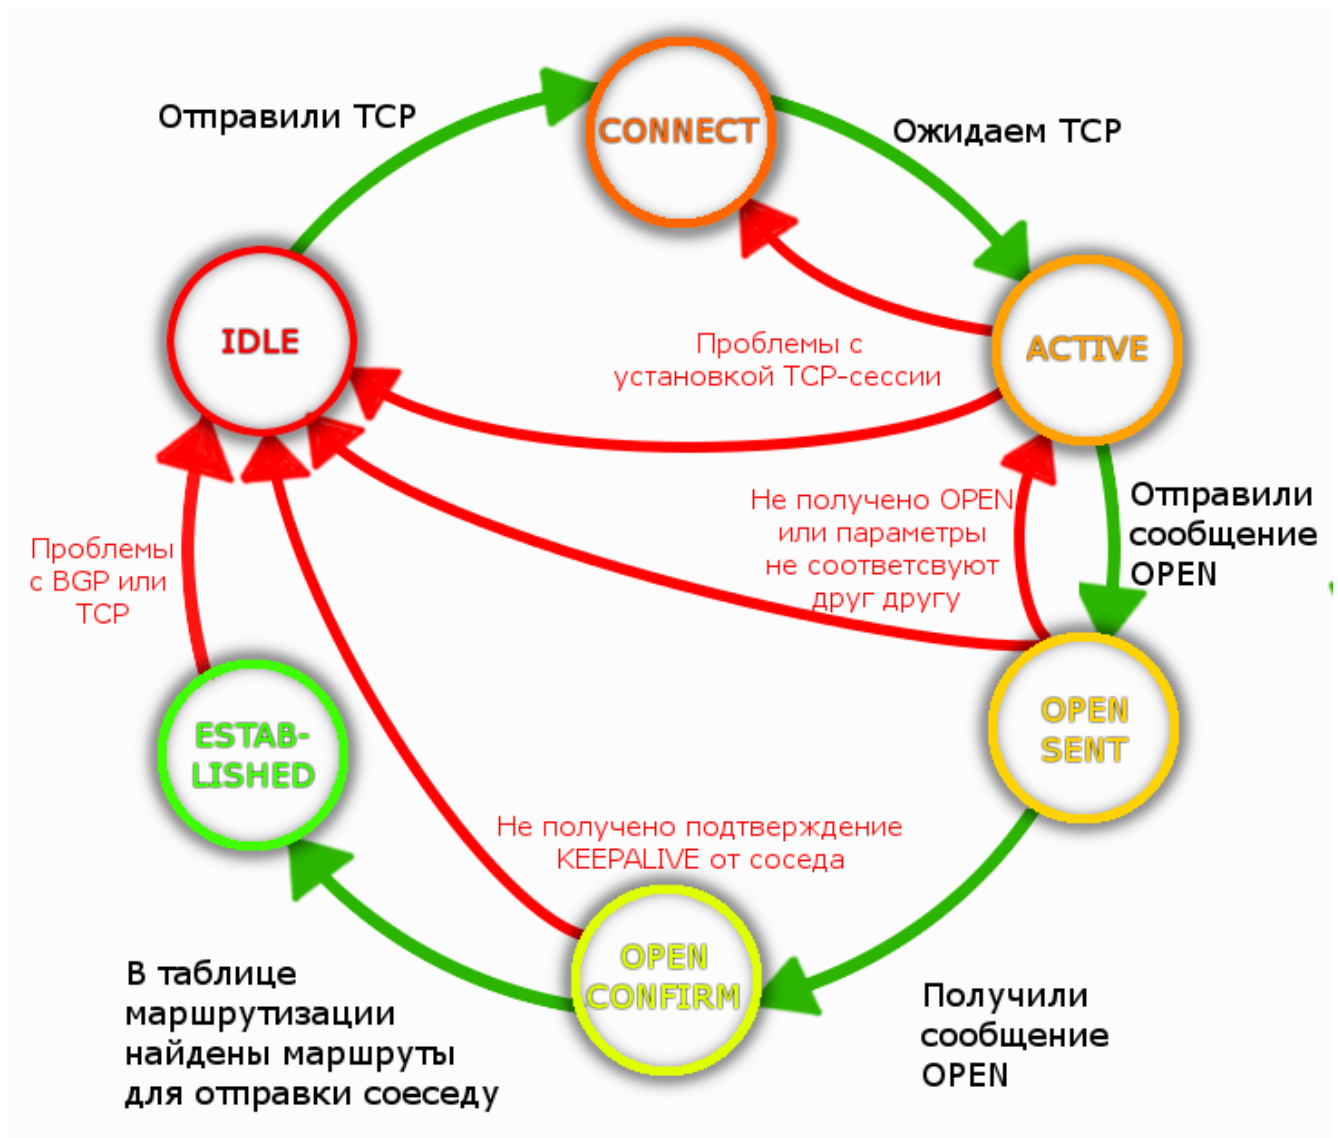 Отправили TCP
CONNECT
Ожидаем TCP
IDLE
ACTIVE
Проблемы с
установкой TCP-сессии
Не получено OPEN
или параметры
не соответсвуют
друг другу
Отправили
сообщение
OPEN
Проблемы
с BGP или
TCP
ESTAB-
LISHED
OPEN
SENT
Не получено подтверждение
KEEPALIVE от соседа
OPEN
CONFIRM
В таблице
маршрутизации
найдены маршруты
для отправки соеседу
Получили
сообщение
OPEN